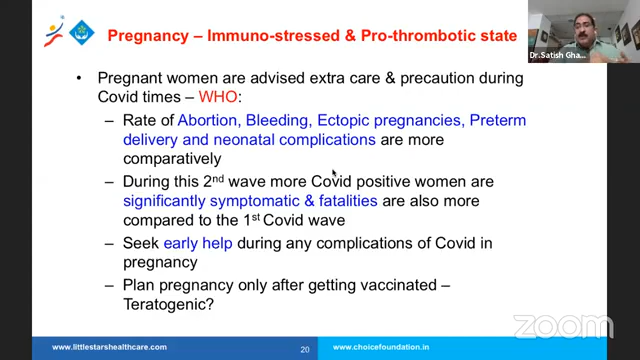 Pregnancy – Immuno-stressed & Pro-thrombotic state
Dr.Satish Gha...
• Pregnant women are advised extra care & precaution during
Covid times – WHO:
– Rate of Abortion, Bleeding, Ectopic pregnancies, Preterm
delivery and neonatal complications are more
comparatively
– During this 2nd wave more Covid positive women are
significantly symptomatic & fatalities are also more
compared to the 1st Covid wave
– Seek early help during any complications of Covid in
pregnancy
– Plan pregnancy only after getting vaccinated –
Teratogenic?
zoom
www.littlestarshealthcare.com 20 www.choicefoundation.in